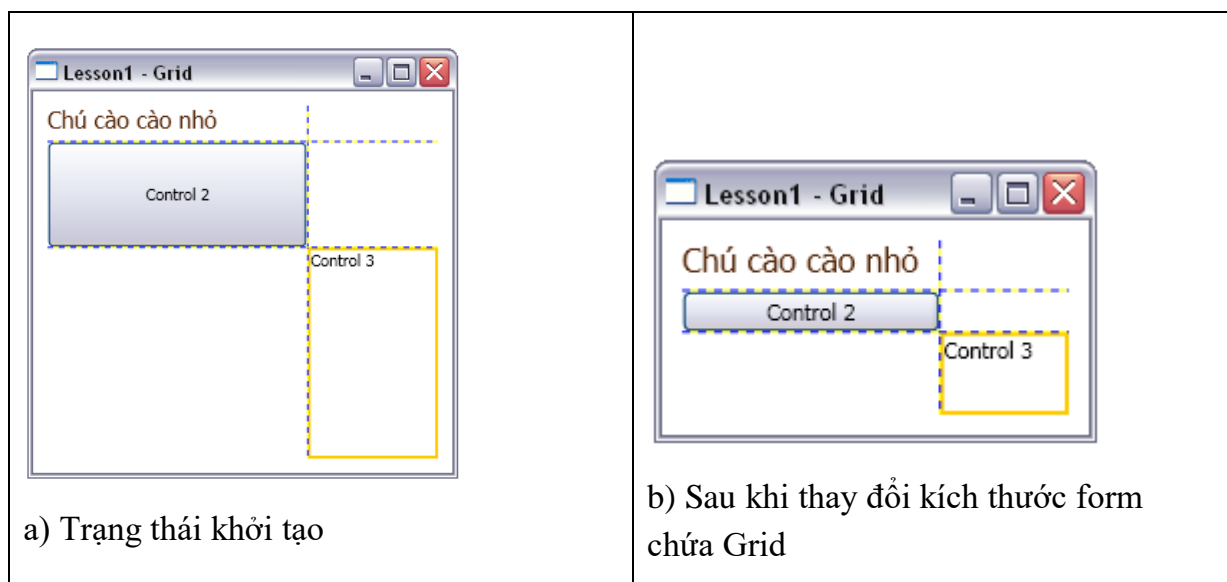 Lesson1 - Grid
Chú cào cào nhỏ
Control 2
Control 3
a) Trạng thái khởi tạo
Lesson1 - Grid
Chú cào cào nhỏ
Control 2
Control 3
b) Sau khi thay đổi kích thước form
chứa Grid